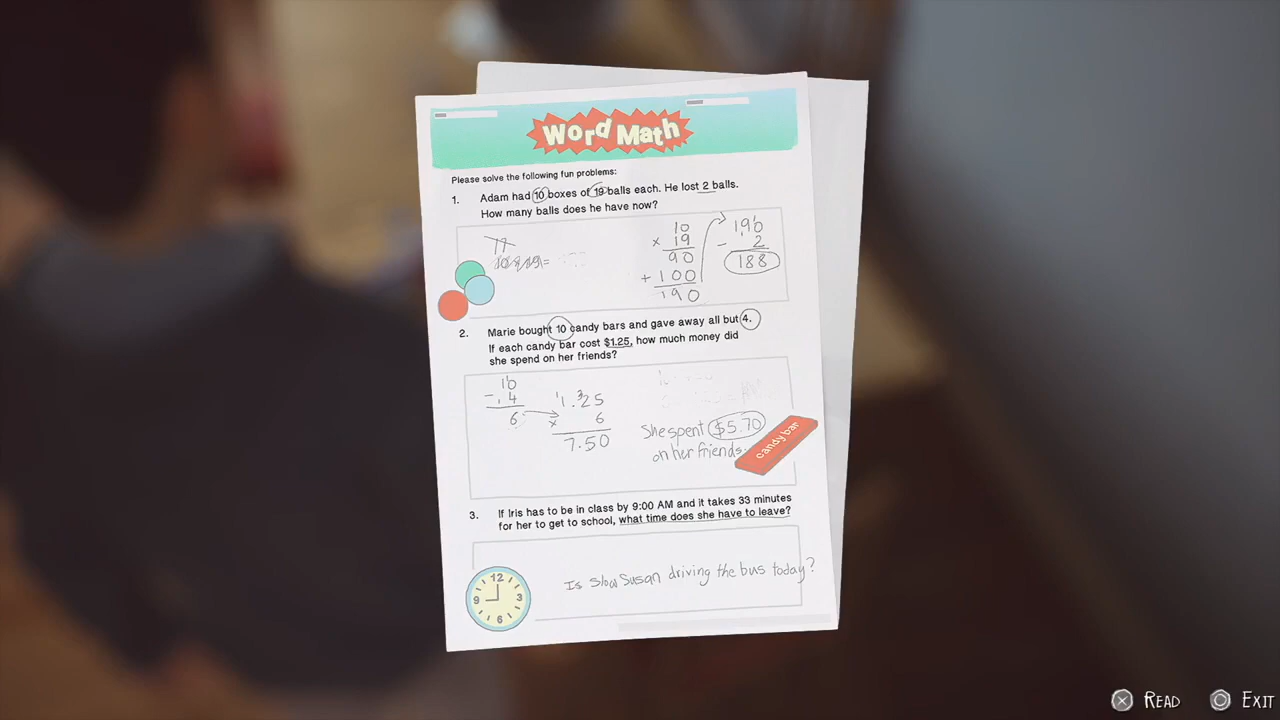 Word Math
Please solve the following fun problems:
1. Adam had 10 boxes of 19 balls each. He lost 2 balls.
How many balls does he have now?
10
x 19
90
+ 100
190
190
- 2
188
2. Marie bought 10 candy bars and gave away all but 4.
If each candy bar cost $1.25, how much money did
she spend on her friends?
10
- 4
6
1.25
x 6
7.50
She spent $5.70
on her friends.
candy bar
3. If Iris has to be in class by 9:00 AM and it takes 33 minutes
for her to get to school, what time does she have to leave?
12
9 3
6
Is Slow Susan driving the bus today?
READ EXIT